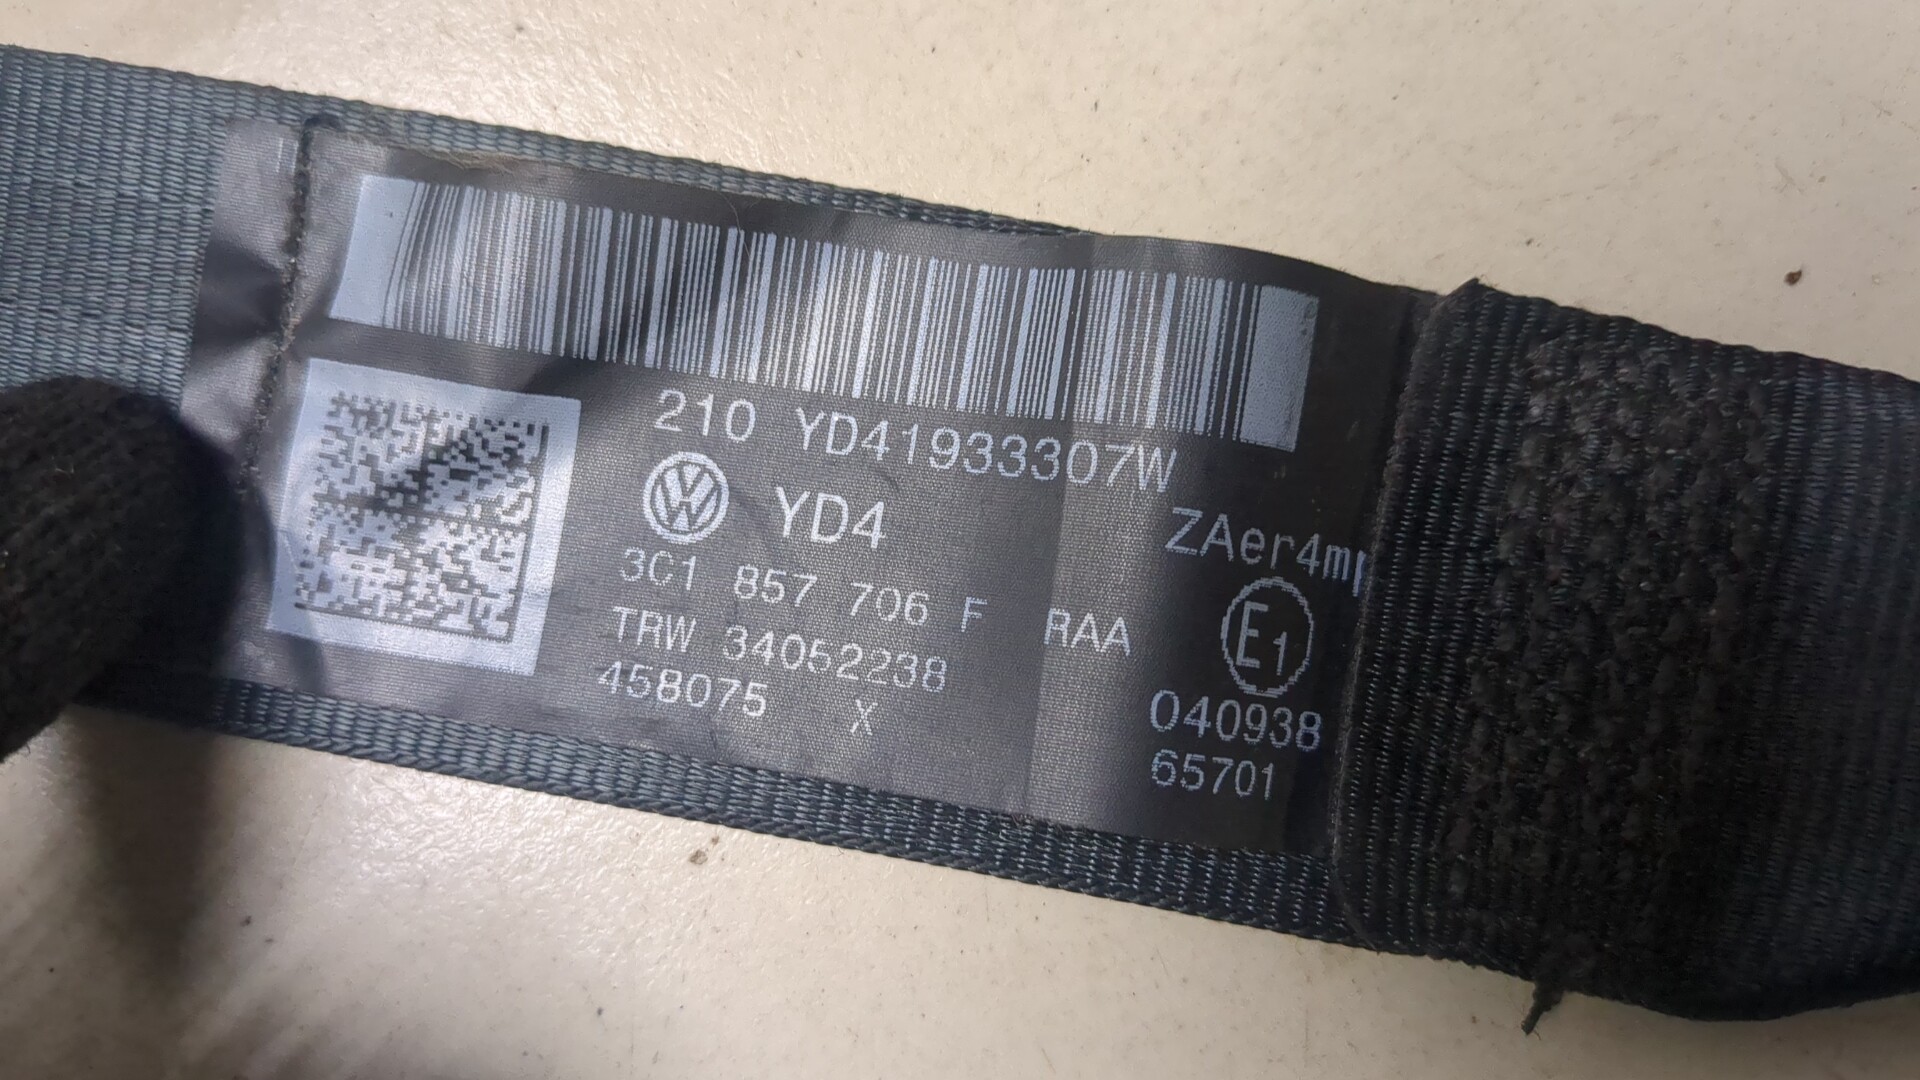 210 YD41933307W
YD4 ZAer4m
3C1 857 706 F RAA E1
TRW 34052238
458075 X 040938
65701